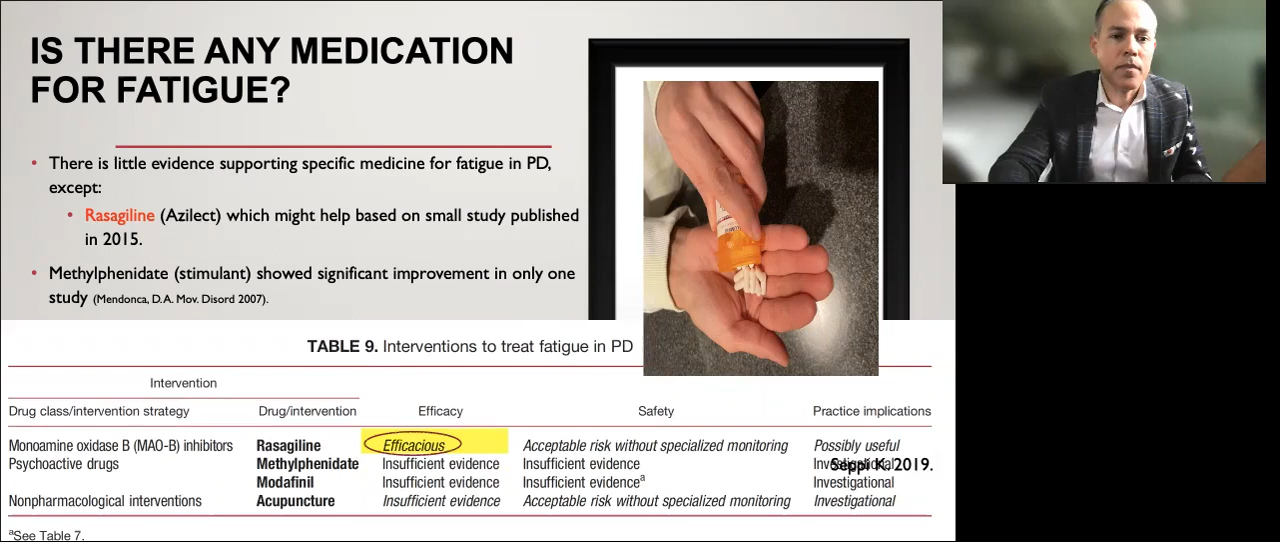 IS THERE ANY MEDICATION
FOR FATIGUE?
• There is little evidence supporting specific medicine for fatigue in PD,
except:
• Rasagiline (Azilect) which might help based on small study published
in 2015.
• Methylphenidate (stimulant) showed significant improvement in only one
study (Mendonca, D.A. Mov. Disord 2007).
TABLE 9. Interventions to treat fatigue in PD
Intervention
Drug class/intervention strategy Drug/intervention Efficacy Safety Practice implications
Monoamine oxidase B (MAO-B) inhibitors Rasagiline Efficacious Acceptable risk without specialized monitoring Possibly useful
Psychoactive drugs Methylphenidate Insufficient evidence Insufficient evidence
Seppi K. 2019.
Modafinil Insufficient evidence Insufficient evidenceᵃ Investigational
Nonpharmacological interventions Acupuncture Insufficient evidence Acceptable risk without specialized monitoring Investigational
ᵃSee Table 7.